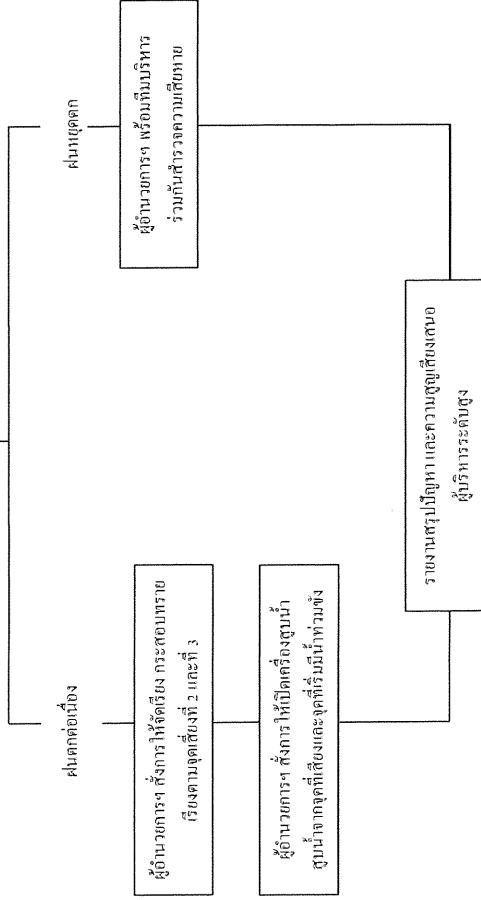 ฝนตกต่อเนื่อง
ฝนหยุดตก
ผู้อำนวยการฯ สั่งการให้จัดเรียง กระสอบทราย
เรียงตามจุดเสี่ยงที่ 2 และที่ 3
ผู้อำนวยการฯ พร้อมทีมบริหาร
ร่วมกันสำรวจความเสียหาย
ผู้อำนวยการฯ สั่งการให้เปิดเครื่องสูบน้ำ
สูบน้ำจากจุดที่เสี่ยงและจุดที่เริ่มมีน้ำท่วมขัง
รายงานสรุปปัญหา และความสูญเสียงเสนอ
ผู้บริหารระดับสูง